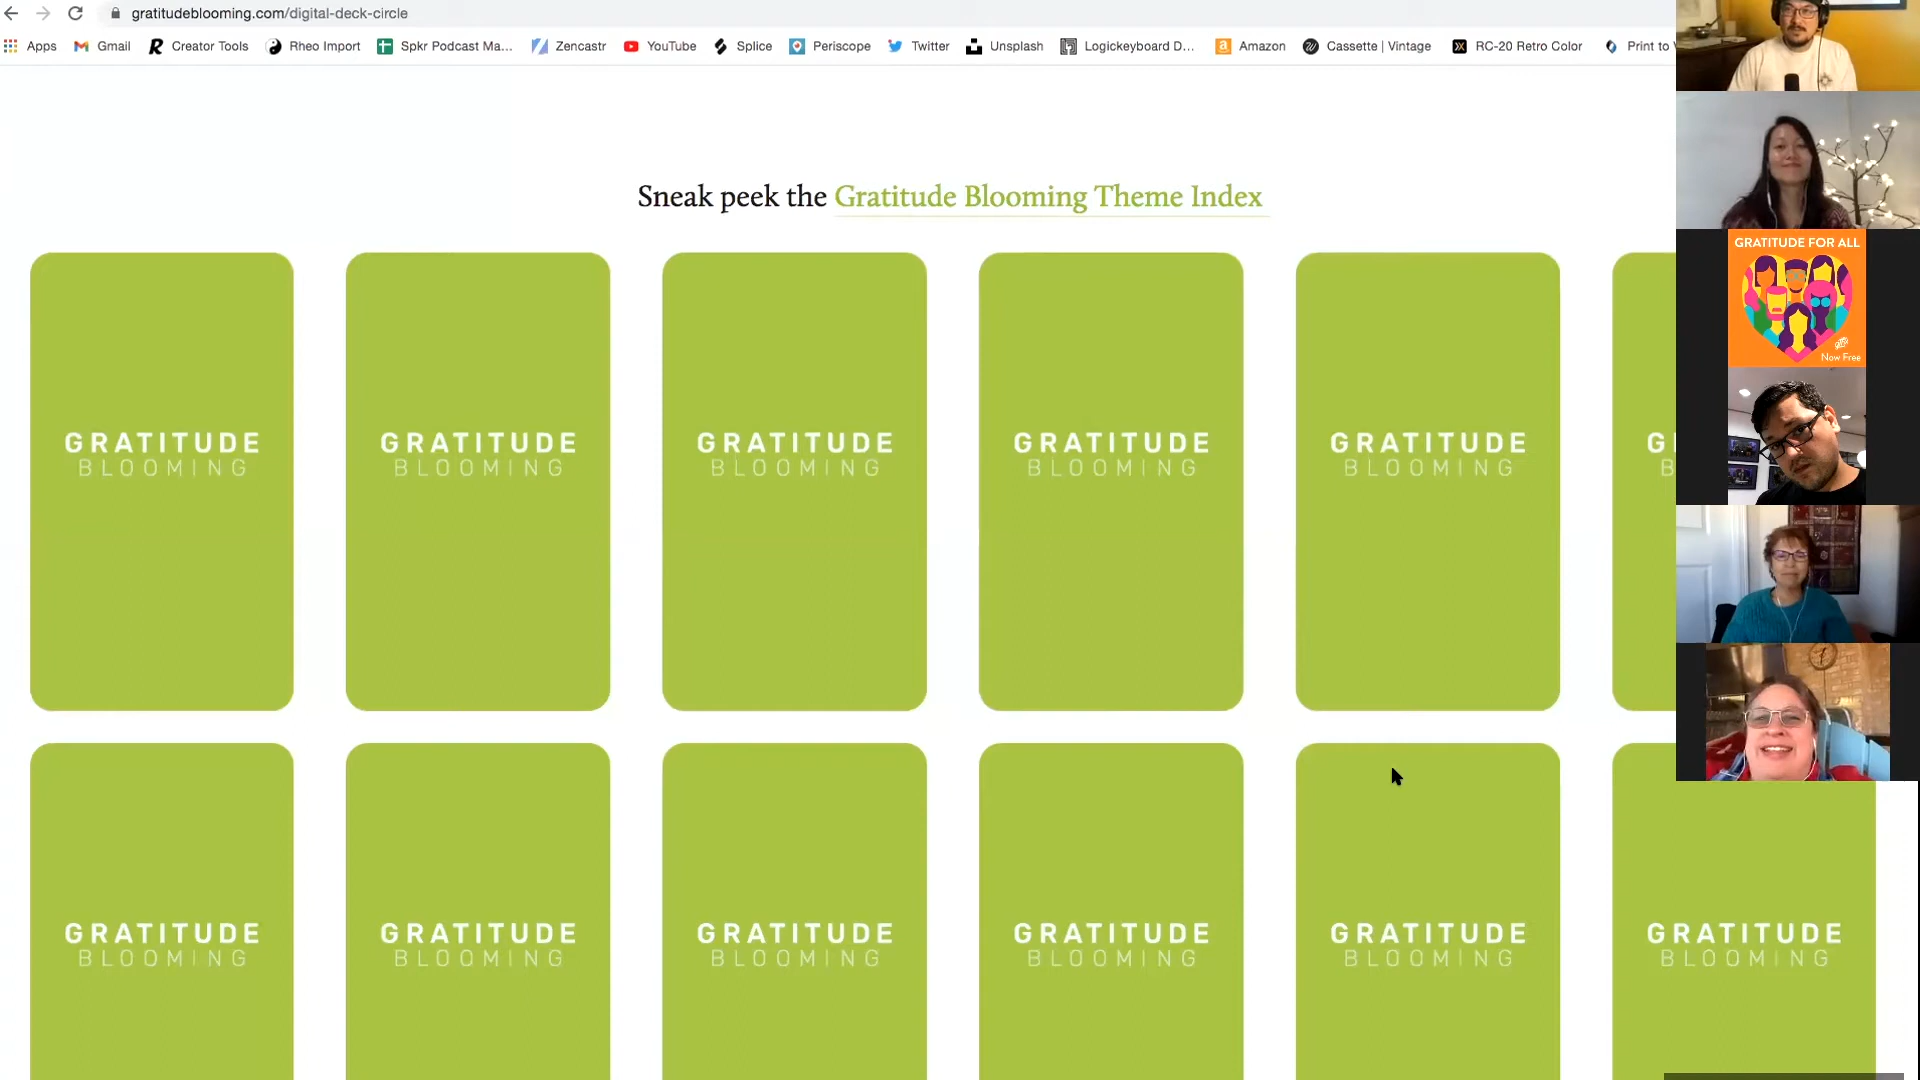 gratitudeblooming.com/digital-deck-circle
Apps Gmail Creator Tools Rheo Import Spkr Podcast Ma... Zencastr YouTube Splice Periscope Twitter Unsplash Logickeyboard D... Amazon Cassette | Vintage RC-20 Retro Color Print to
Sneak peek the Gratitude Blooming Theme Index
GRATITUDE FOR ALL
Now Free
GRATITUDE GRATITUDE GRATITUDE GRATITUDE GRATITUDE G
BLOOMING BLOOMING BLOOMING BLOOMING BLOOMING B
GRATITUDE GRATITUDE GRATITUDE GRATITUDE GRATITUDE GRATITUDE
BLOOMING BLOOMING BLOOMING BLOOMING BLOOMING BLOOMING